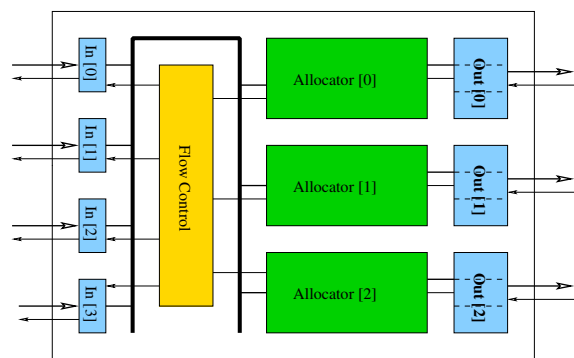 In [0]
In [1]
In [2]
In [3]
Flow Control
Allocator [0]
Allocator [1]
Allocator [2]
Out [0]
Out [1]
Out [2]